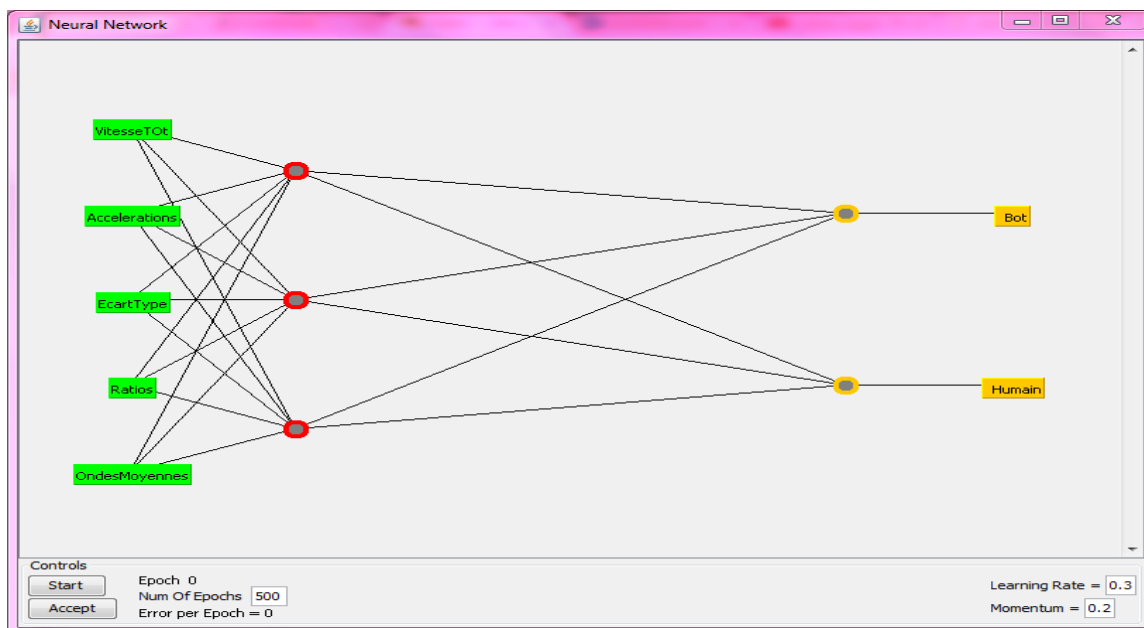 Neural Network
VitesseTOt
Accelerations
EcartType
Ratios
OndesMoyennes
Bot
Humain
Controls
Start
Accept
Epoch 0
Num Of Epochs 500
Error per Epoch = 0
Learning Rate = 0.3
Momentum = 0.2